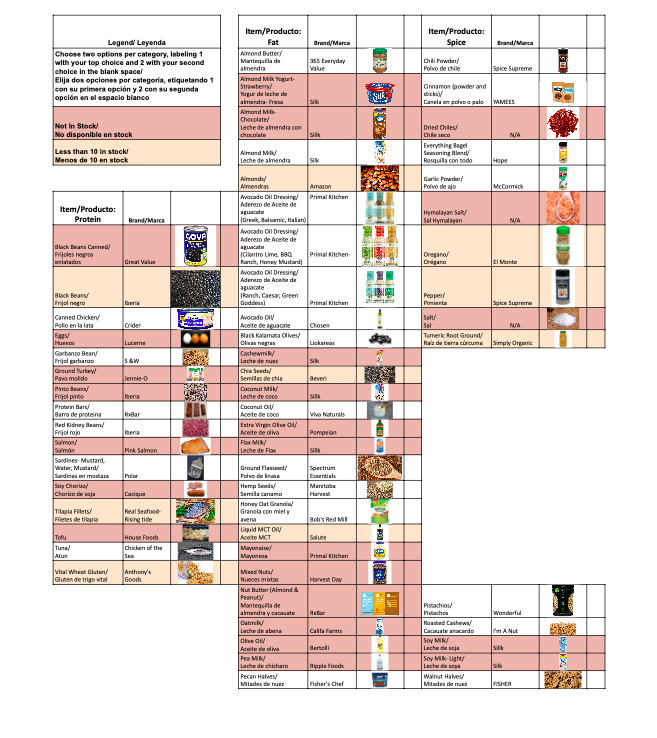 Legend/ Leyenda
Choose two options per category, labeling 1
with your top choice and 2 with your second
choice in the blank space/
Elija dos opciones por categoría, etiquetando 1
con su primera opción y 2 con su segunda
opción en el espacio blanco
Not In Stock/
No disponible en stock
Less than 10 in stock/
Menos de 10 en stock
Item/Producto:
Protein
Brand/Marca
Black Beans Canned/
Frijoles negros
enlatados
Great Value
GOYA
Black Beans/
Frijol negro
Iberia
Canned Chicken/
Pollo en la lata
Crider
Eggs/
Huevos
Lucerne
Garbanzo Bean/
Frijol garbanzo
S &W
Ground Turkey/
Pavo molido
Jennie-O
Pinto Beans/
Frijol pinto
Iberia
Protein Bars/
Barra de proteina
RxBar
Red Kidney Beans/
Frijol rojo
Iberia
Salmon/
Salmón
Pink Salmon
Sardines- Mustard,
Water, Mustard/
Sardinas en mostaza
Polar
Soy Chorizo/
Chorizo de soja
Cacique
Tilapia Fillets/
Filetes de tilapia
Real Seafood-
Rising tide
Tofu
House Foods
Tuna/
Atun
Chicken of the
Sea
Vital Wheat Gluten/
Gluten de trigo vital
Anthony's
Goods
Item/Producto:
Fat
Brand/Marca
Almond Butter/
Mantequilla de
almendra
365 Everyday
Value
Almond Milk Yogurt-
Strawberry/
Yogur de leche de
almendra- Fresa
Silk
Silk
Almond Milk-
Chocolate/
Leche de almendra con
chocolate
Silk
Almond Milk/
Leche de almendra
Silk
Almonds/
Almendras
Amazon
Avocado Oil Dressing/
Aderezo de Aceite de
aguacate
(Greek, Balsamic, Italian)
Primal Kitchen
Avocado Oil Dressing/
Aderezo de Aceite de
aguacate
(Cilantro Lime, BBQ
Ranch, Honey Mustard)
Primal Kitchen-
Avocado Oil Dressing/
Aderezo de Aceite de
aguacate
(Ranch, Caesar, Green
Goddess)
Primal Kitchen
Avocado Oil/
Aceite de aguacate
Chosen
Black Kalamata Olives/
Olivas negras
Liokareas
Cashewmilk/
Leche de nuez
Silk
Chia Seeds/
Semillas de chia
Beveri
Coconut Milk/
Leche de coco
Sillk
Coconut Oil/
Aceite de coco
Viva Naturals
Extra Virgin Olive Oil/
Aceite de oliva
Pompeian
Flax Milk/
Leche de Flax
Silk
Ground Flaxseed/
Polvo de linasa
Spectrum
Essentials
Hemp Seeds/
Semilla canamo
Manitoba
Harvest
Honey Oat Granola/
Granola con miel y
avena
Bob's Red Mill
Liquid MCT Oil/
Aceite MCT
Salute
Mayonaise/
Mayonesa
Primal Kitchen
Mixed Nuts/
Nueces mixtas
Harvest Day
Nut Butter (Almond &
Peanut)/
Mantequilla de
almendra y cacauate
RxBar
Oatmilk/
Leche de abena
Califa Farms
Olive Oil/
Aceite de oliva
Bertolli
Pea Milk/
Leche de chicharo
Ripple Foods
Pecan Halves/
Mitades de nuez
Fisher's Chef
Item/Producto:
Spice
Brand/Marca
Chili Powder/
Polvo de chile
Spice Supreme
Cinnamon (powder and
sticks)/
Canela en polvo o palo
YAMEES
Dried Chiles/
Chile seco
N/A
Everything Bagel
Seasoning Blend/
Rosquilla con todo
Hope
Garlic Powder/
Polvo de ajo
McCormick
Hymalayan Salt/
Sal Hymalayan
N/A
Oregano/
Orégano
El Monte
Pepper/
Pimienta
Spice Supreme
Salt/
Sal
N/A
Tumeric Root Ground/
Raíz de tierra cúrcuma
Simply Organic
Pistachios/
Pistachos
Wonderful
Roasted Cashews/
Cacauate anacardo
I'm A Nut
Soy Milk/
Leche de soja
Sillk
Soy Milk- Light/
Leche de soya
Silk
Walnut Halves/
Mitades de nuez
FISHER